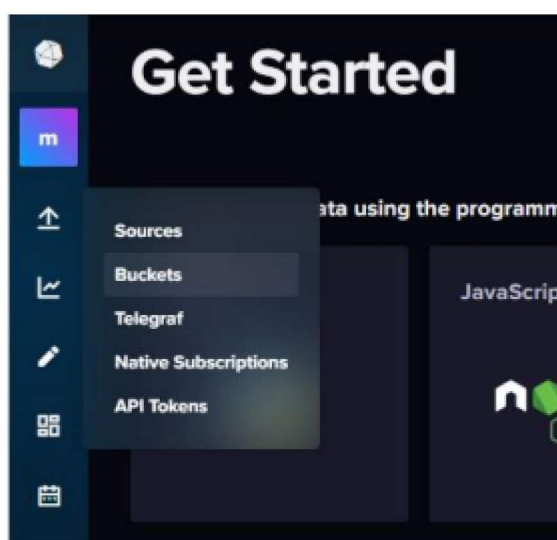 Get Started
m
ata using the programm
Sources
Buckets
JavaScrip
Telegraf
Native Subscriptions
API Tokens